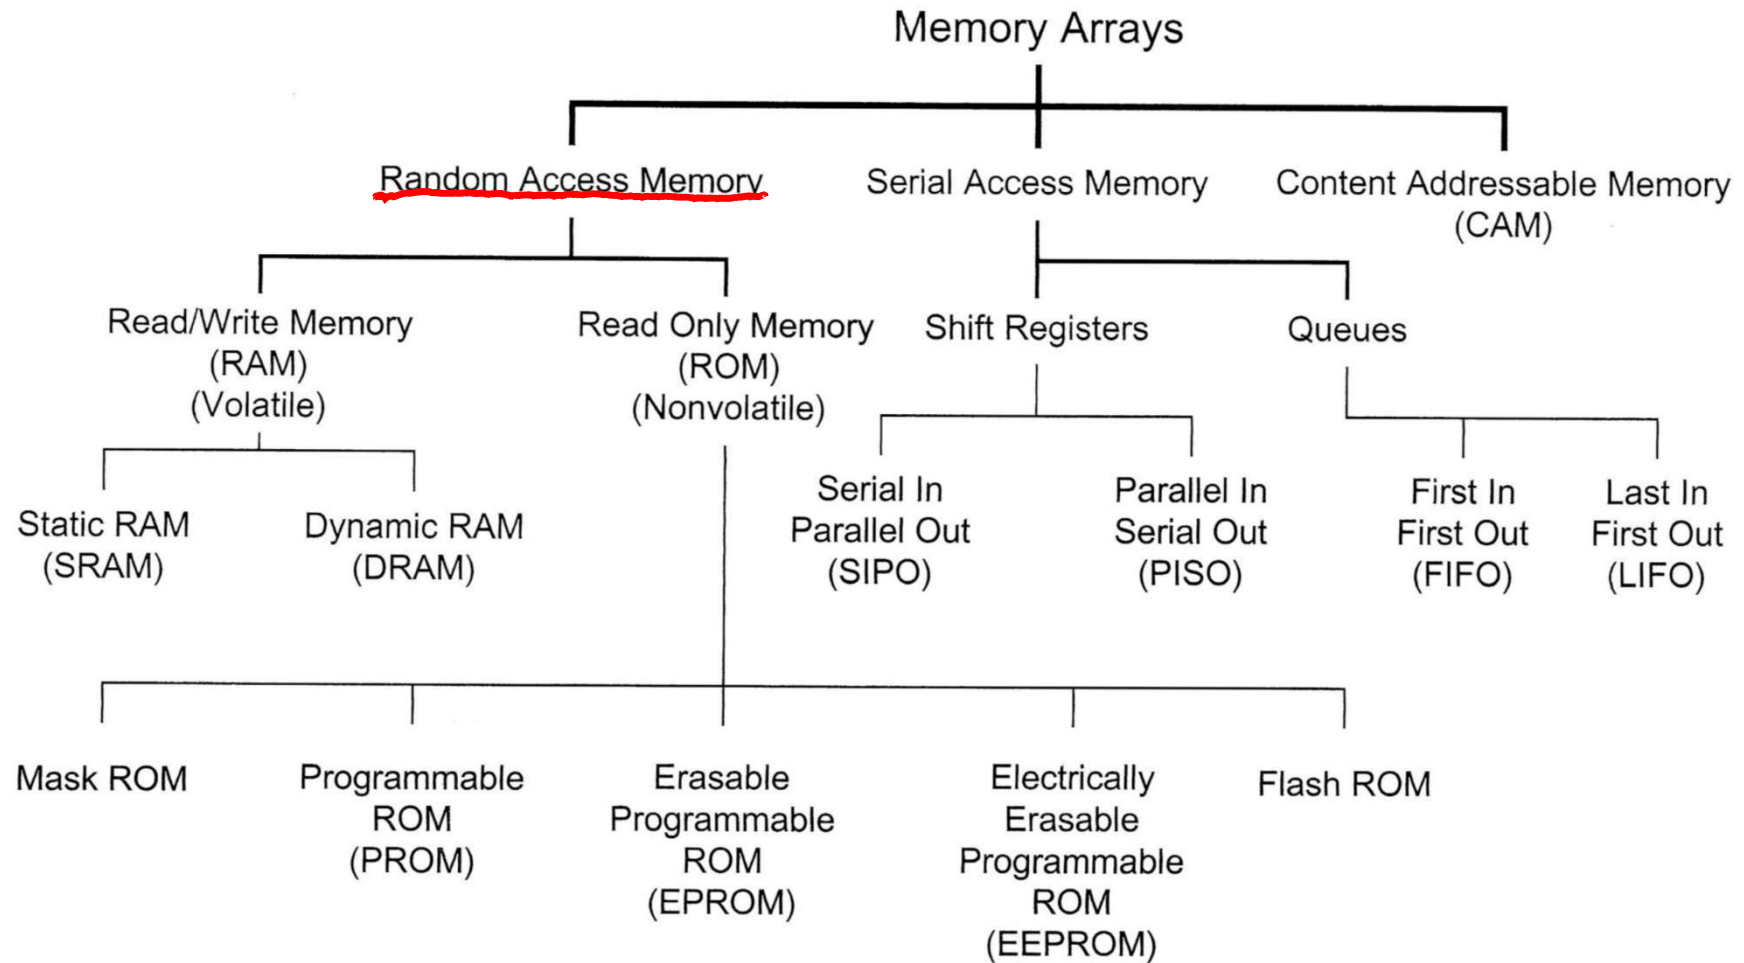 Memory Arrays
Random Access Memory
Serial Access Memory
Content Addressable Memory
(CAM)
Read/Write Memory
(RAM)
(Volatile)
Read Only Memory
(ROM)
(Nonvolatile)
Shift Registers
Queues
Static RAM
(SRAM)
Dynamic RAM
(DRAM)
Serial In
Parallel Out
(SIPO)
Parallel In
Serial Out
(PISO)
First In
First Out
(FIFO)
Last In
First Out
(LIFO)
Mask ROM
Programmable
ROM
(PROM)
Erasable
Programmable
ROM
(EPROM)
Electrically
Erasable
Programmable
ROM
(EEPROM)
Flash ROM